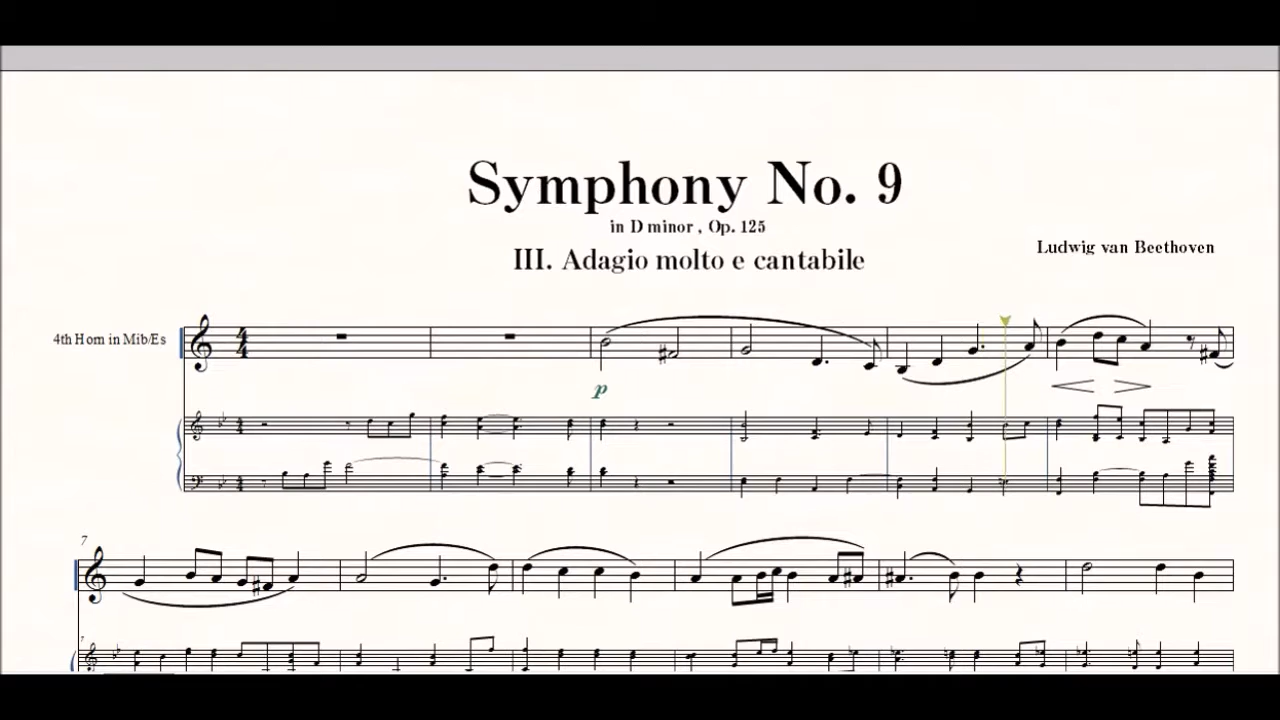 Symphony No. 9
in D minor , Op. 125
III. Adagio molto e cantabile
Ludwig van Beethoven
4th Horn in Mib/Es
p
7
7